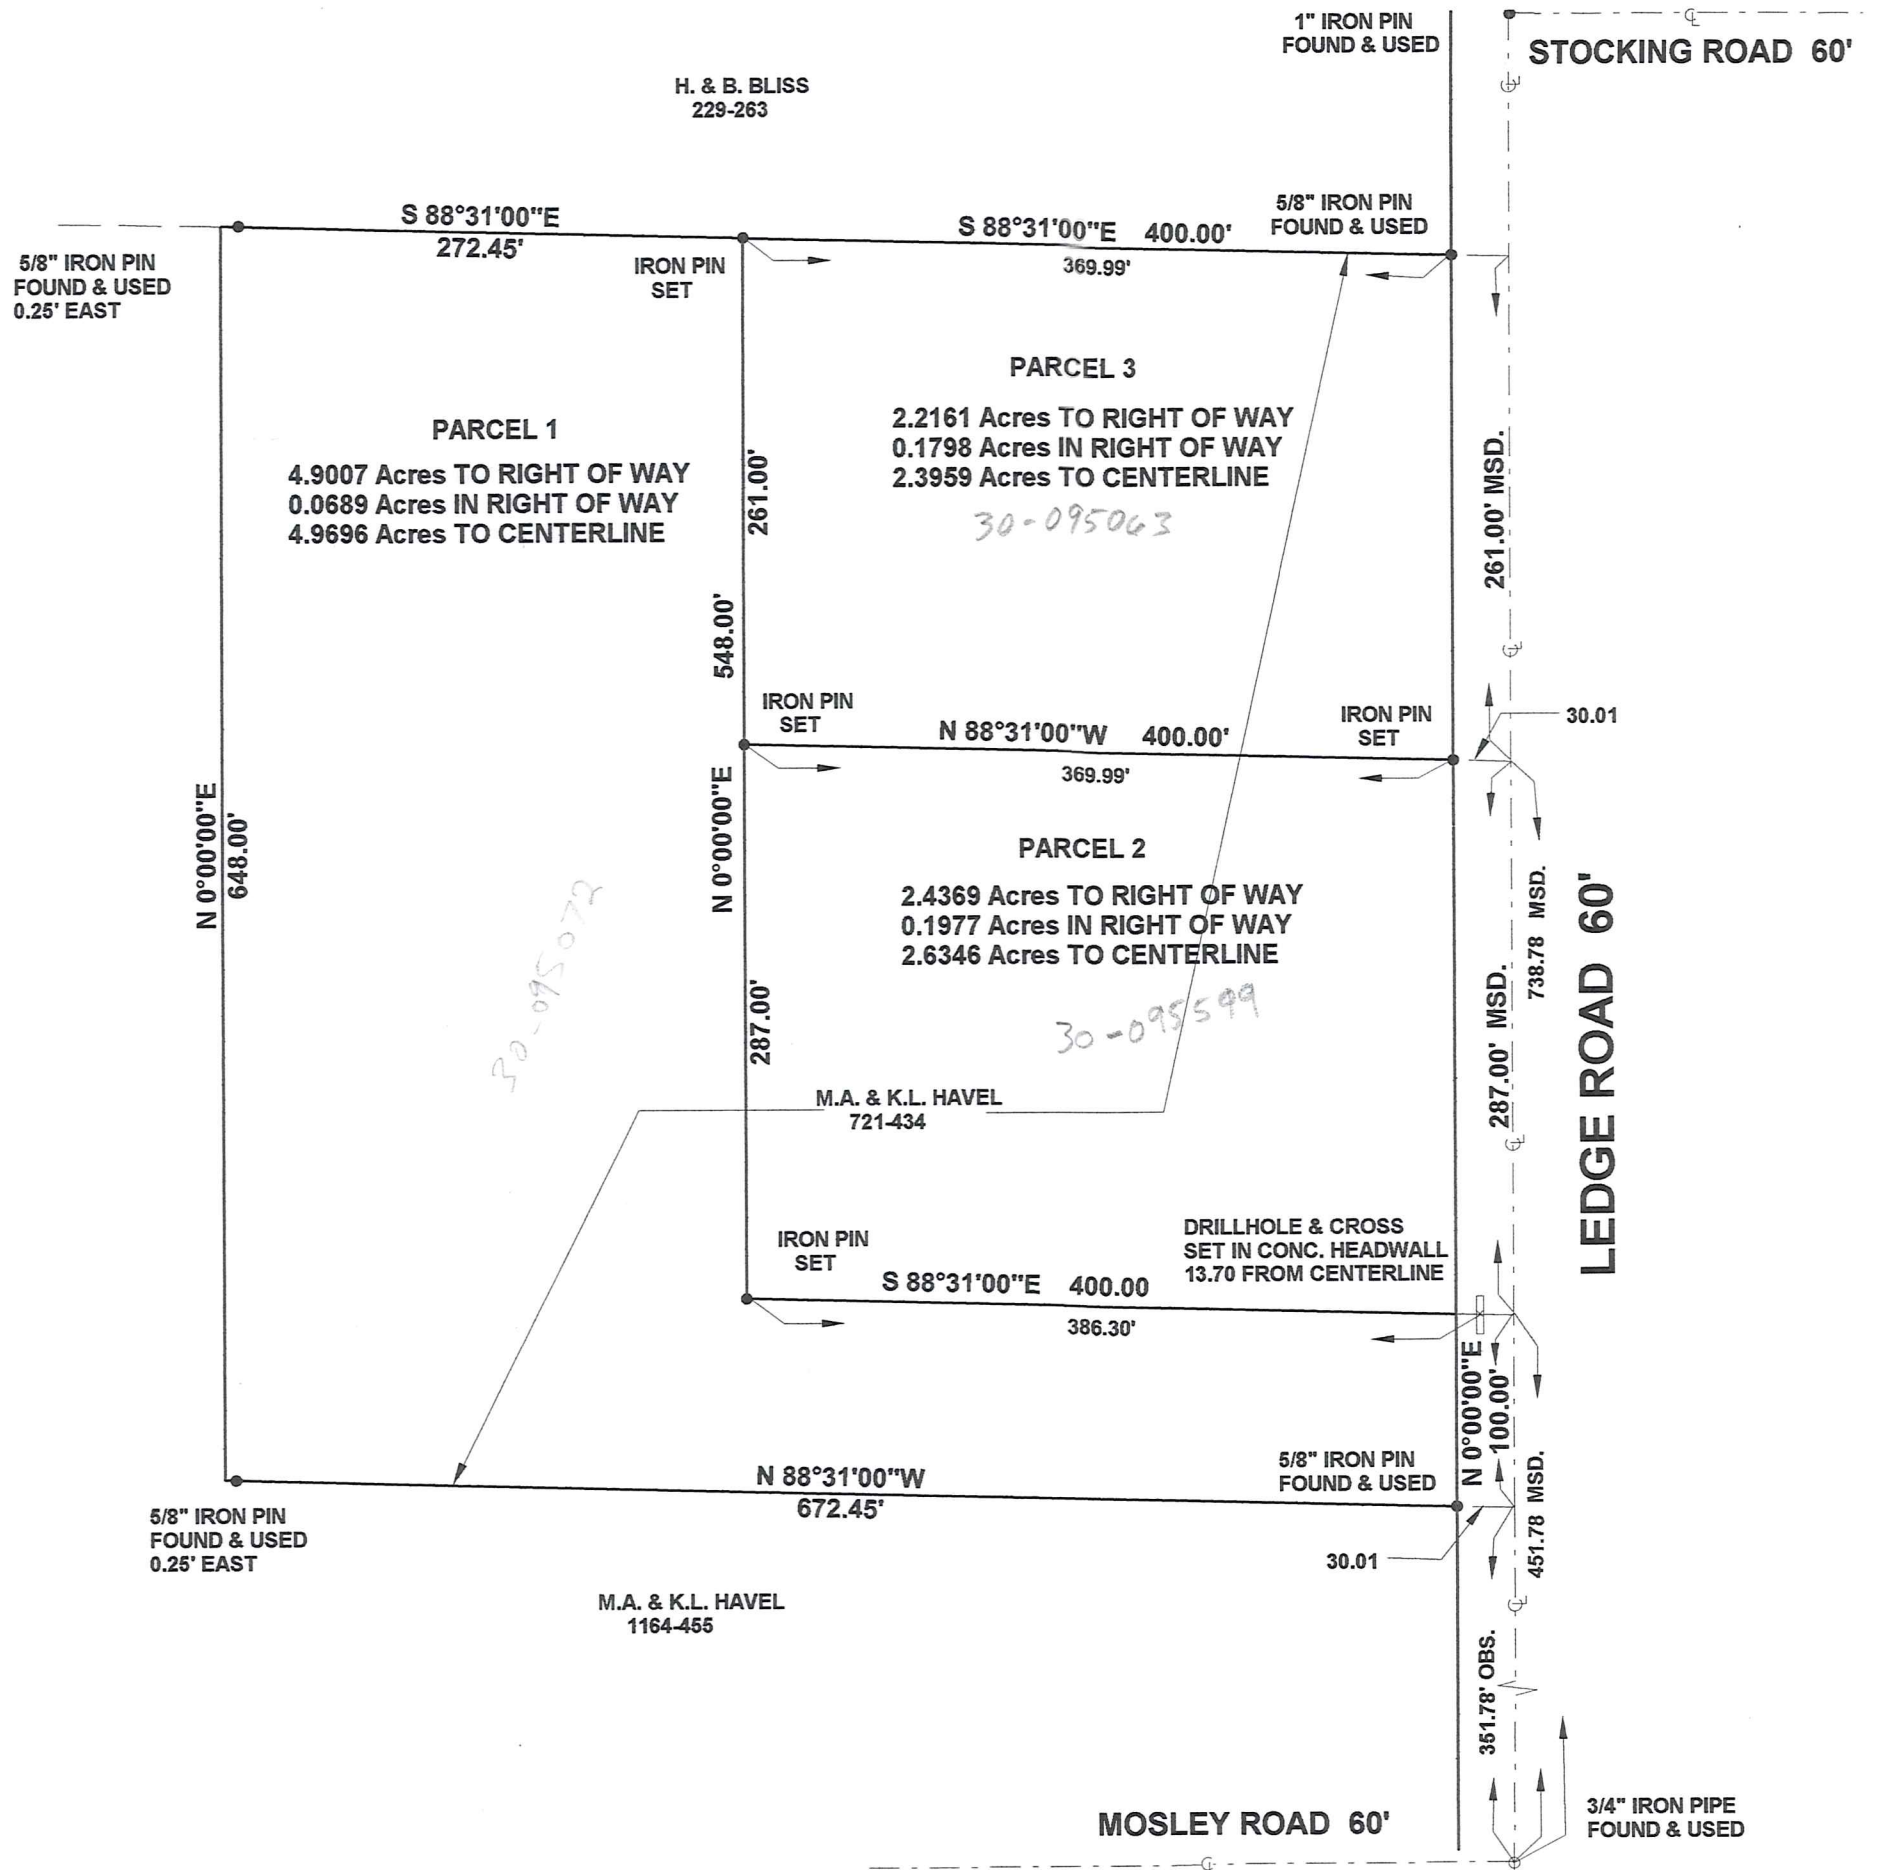 1" IRON PIN
FOUND & USED
STOCKING ROAD 60'
H. & B. BLISS
229-263
S 88°31'00"E
272.45'
S 88°31'00"E 400.00'
369.99'
5/8" IRON PIN
FOUND & USED
5/8" IRON PIN
FOUND & USED
0.25' EAST
IRON PIN
SET
PARCEL 1
4.9007 Acres TO RIGHT OF WAY
0.0689 Acres IN RIGHT OF WAY
4.9696 Acres TO CENTERLINE
PARCEL 3
2.2161 Acres TO RIGHT OF WAY
0.1798 Acres IN RIGHT OF WAY
2.3959 Acres TO CENTERLINE
30-095063
261.00'
261.00' MSD.
548.00'
IRON PIN
SET
N 88°31'00"W 400.00'
369.99'
IRON PIN
SET
30.01
N 0°00'00"E
648.00'
N 0°00'00"E
PARCEL 2
2.4369 Acres TO RIGHT OF WAY
0.1977 Acres IN RIGHT OF WAY
2.6346 Acres TO CENTERLINE
30-095599
30-095072
287.00'
287.00' MSD.
738.78 MSD.
LEDGE ROAD 60'
M.A. & K.L. HAVEL
721-434
IRON PIN
SET
DRILLHOLE & CROSS
SET IN CONC. HEADWALL
13.70 FROM CENTERLINE
S 88°31'00"E 400.00
386.30'
N 0°00'00"E
100.00'
5/8" IRON PIN
FOUND & USED
N 88°31'00"W
672.45'
5/8" IRON PIN
FOUND & USED
0.25' EAST
30.01
451.78 MSD.
M.A. & K.L. HAVEL
1164-455
351.78' OBS.
MOSLEY ROAD 60'
3/4" IRON PIPE
FOUND & USED